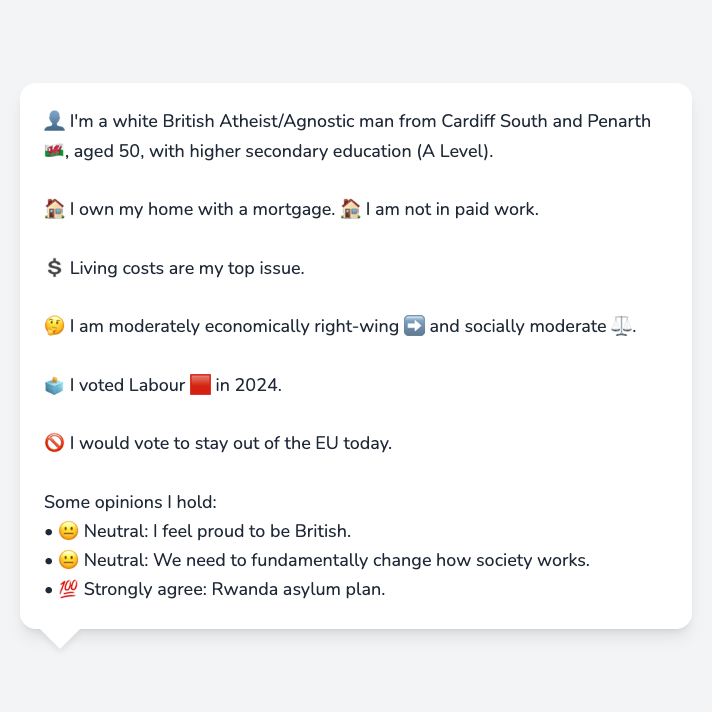 👤 I'm a white British Atheist/Agnostic man from Cardiff South and Penarth
🏴󠁧󠁢󠁷󠁬󠁳󠁿, aged 50, with higher secondary education (A Level).
🏠 I own my home with a mortgage. 🏠 I am not in paid work.
💲 Living costs are my top issue.
🤔 I am moderately economically right-wing ➡️ and socially moderate ⚖️.
🗳️ I voted Labour 🟥 in 2024.
🚫 I would vote to stay out of the EU today.
Some opinions I hold:
• 😐 Neutral: I feel proud to be British.
• 😐 Neutral: We need to fundamentally change how society works.
• 💯 Strongly agree: Rwanda asylum plan.